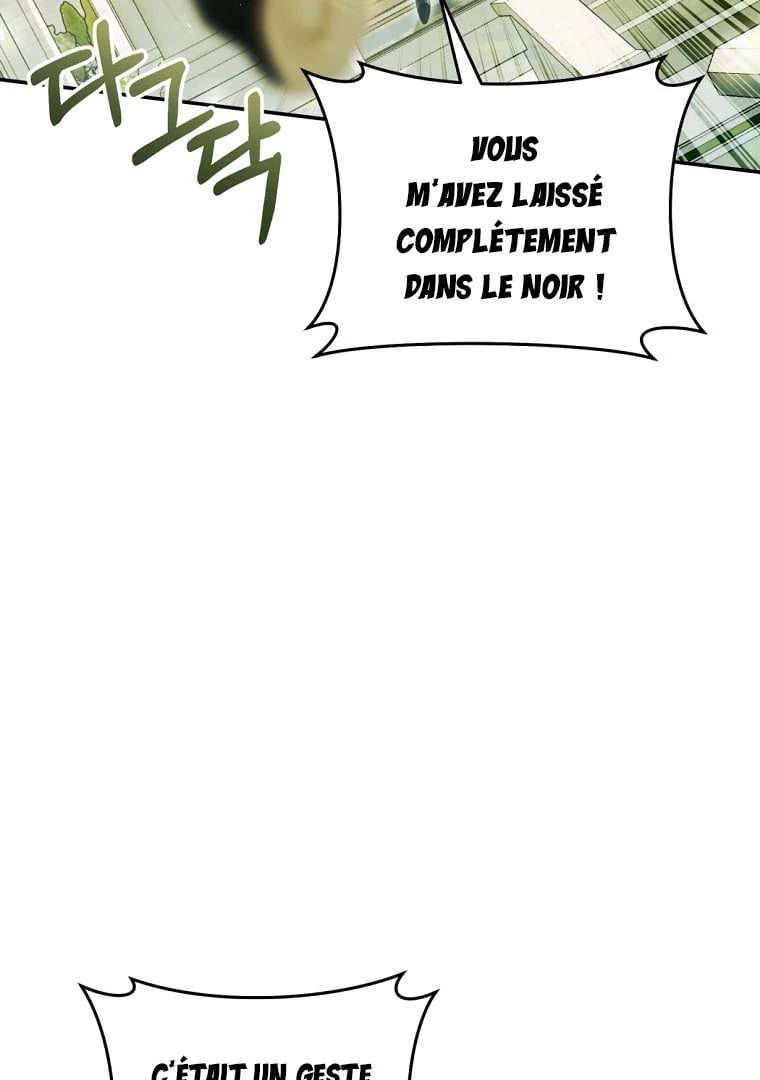 다그닥
VOUS
M'AVEZ LAISSÉ
COMPLÉTEMENT
DANS LE NOIR !
C'ÉTAIT UN GESTE